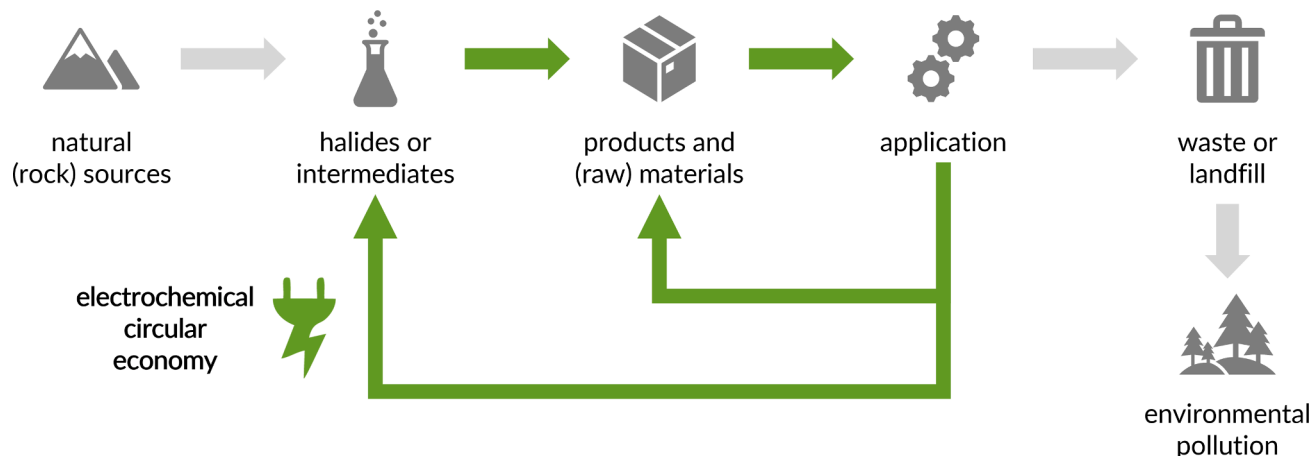 natural
(rock) sources
halides or
intermediates
products and
(raw) materials
application
waste or
landfill
electrochemical
circular
economy
environmental
pollution